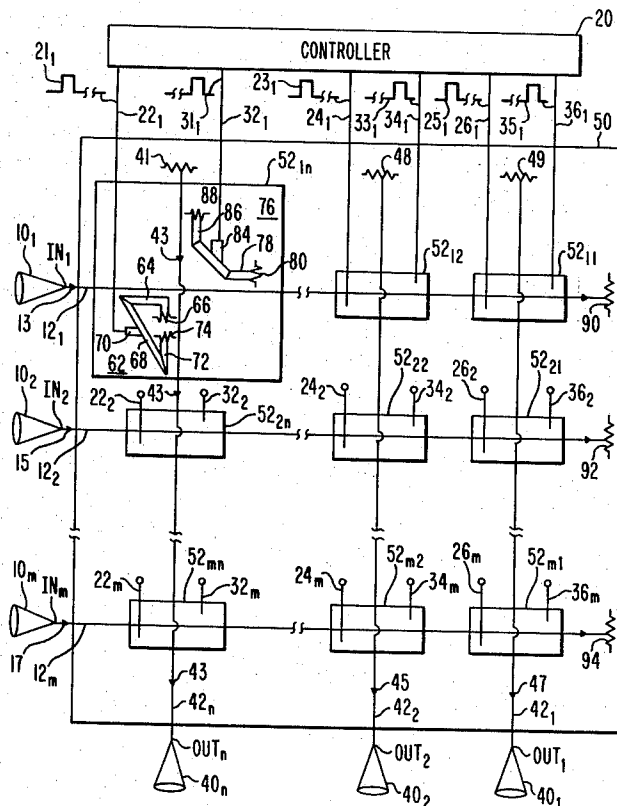 20
CONTROLLER
21₁ 31₁ 23₁ 33₁ 25₁ 35₁
22₁ 32₁ 24₁ 34₁ 26₁ 36₁ 50
41 52₁ₙ 48 49
88 86 76
43 84 78
10₁ IN₁ 64 80 52₁₂ 52₁₁
13 12₁ 66 90
70 74
62 68 72
10₂ IN₂ 22₂ 43 32₂ 52₂ₙ 24₂ 52₂₂ 34₂ 26₂ 52₂₁ 36₂
15 12₂ 92
10ₘ INₘ 22ₘ 52ₘₙ 32ₘ 24ₘ 52ₘ₂ 34ₘ 26ₘ 52ₘ₁ 36ₘ
17 12ₘ 94
43 45 47
42ₙ 42₂ 42₁
OUTₙ OUT₂ OUT₁
40ₙ 40₂ 40₁